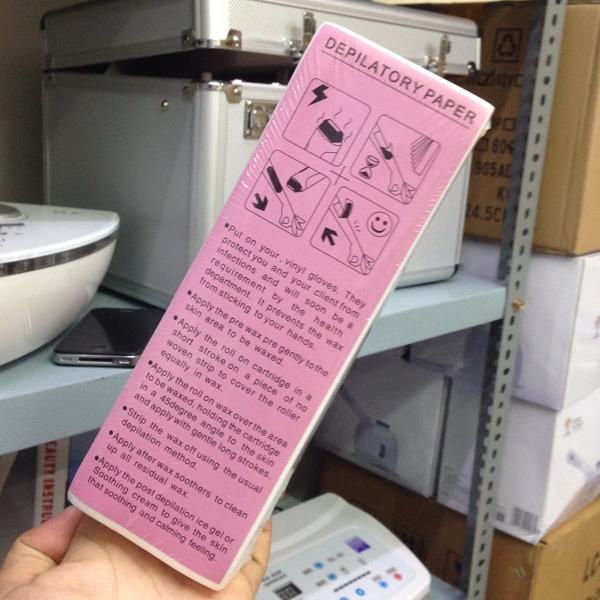 DEPILATORY PAPER
•Put on your . vinyl gloves. They
protect you and your client from
infections and will soon be a
requirement by the health
department. It prevents the wax
from sticking to your hands.
•Apply the pre wax pre gently to the
skin area to be waxed.
•Apply the roll on cartridge in a
short stroke on a piece of no
woven strip to cover the roller
equally in wax.
•Apply the roll on wax over the area
to be waxed, holding the cartridge
in a 45degree angle to the skin
and apply with gentle long strokes.
•Strip the wax off using the usual
depilation method.
•Apply after wax soothers to clean
up all residual wax.
•Apply the post depilation ice gel or
Soothing cream to give the skin
that soothing and calming feeling.
BEAUTY INSTRU
24.5C
LC-